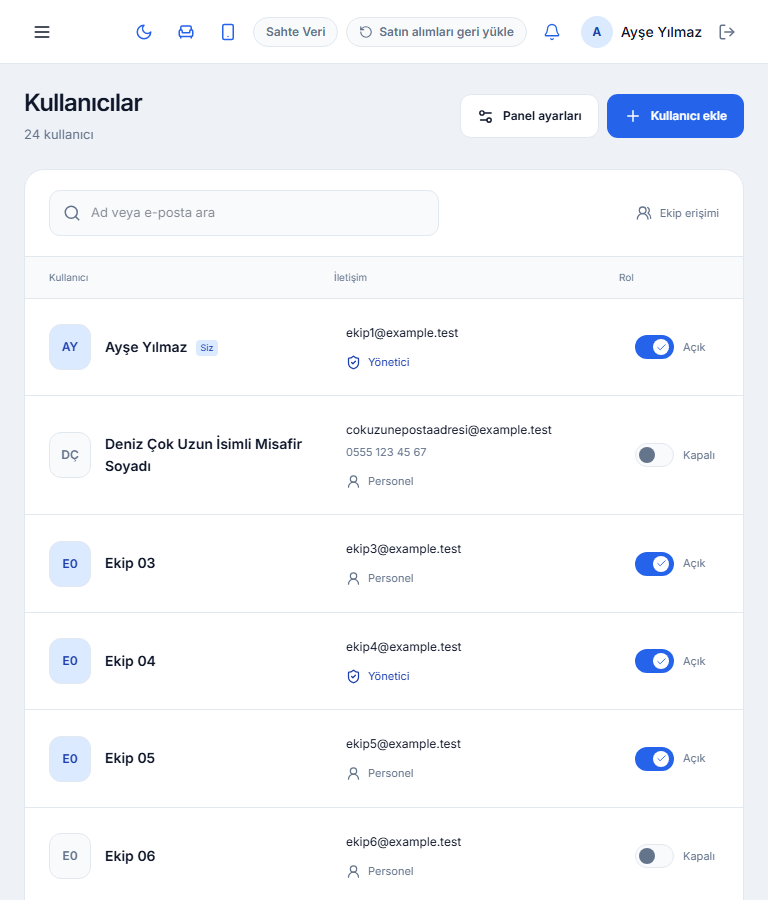 Sahte Veri
Satın alımları geri yükle
A
Ayşe Yılmaz
Kullanıcılar
24 kullanıcı
Panel ayarları
Kullanıcı ekle
Ad veya e-posta ara
Ekip erişimi
Kullanıcı
İletişim
Rol
AY
Ayşe Yılmaz
Siz
ekip1@example.test
Yönetici
Açık
DÇ
Deniz Çok Uzun İsimli Misafir
Soyadı
cokuzunepostaadresi@example.test
0555 123 45 67
Personel
Kapalı
E0
Ekip 03
ekip3@example.test
Personel
Açık
E0
Ekip 04
ekip4@example.test
Yönetici
Açık
E0
Ekip 05
ekip5@example.test
Personel
Açık
E0
Ekip 06
ekip6@example.test
Personel
Kapalı